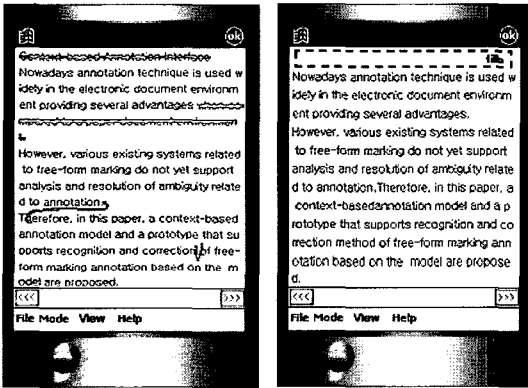 ok
Context-based Annotation Interface
Nowadays annotation technique is used w
idely in the electronic document environm
ent providing several advantages
However, various existing systems related
to free-form marking do not yet support
analysis and resolution of ambiguity relate
d to annotation.
Therefore, in this paper, a context-based
annotation model and a prototype that su
pports recognition and correction of free-
form marking annotation based on the m
odel are proposed.
<<< >>>
File Mode View Help
ok
title
Nowadays annotation technique is used w
idely in the electronic document environm
ent providing several advantages.
However, various existing systems related
to free-form marking do not yet support
analysis and resolution of ambiguity relate
d to annotation.Therefore, in this paper, a
context-basedannotation model and a p
rototype that supports recognition and co
rrection method of free-form marking ann
otation based on the model are propose
d.
<<< >>>
File Mode View Help